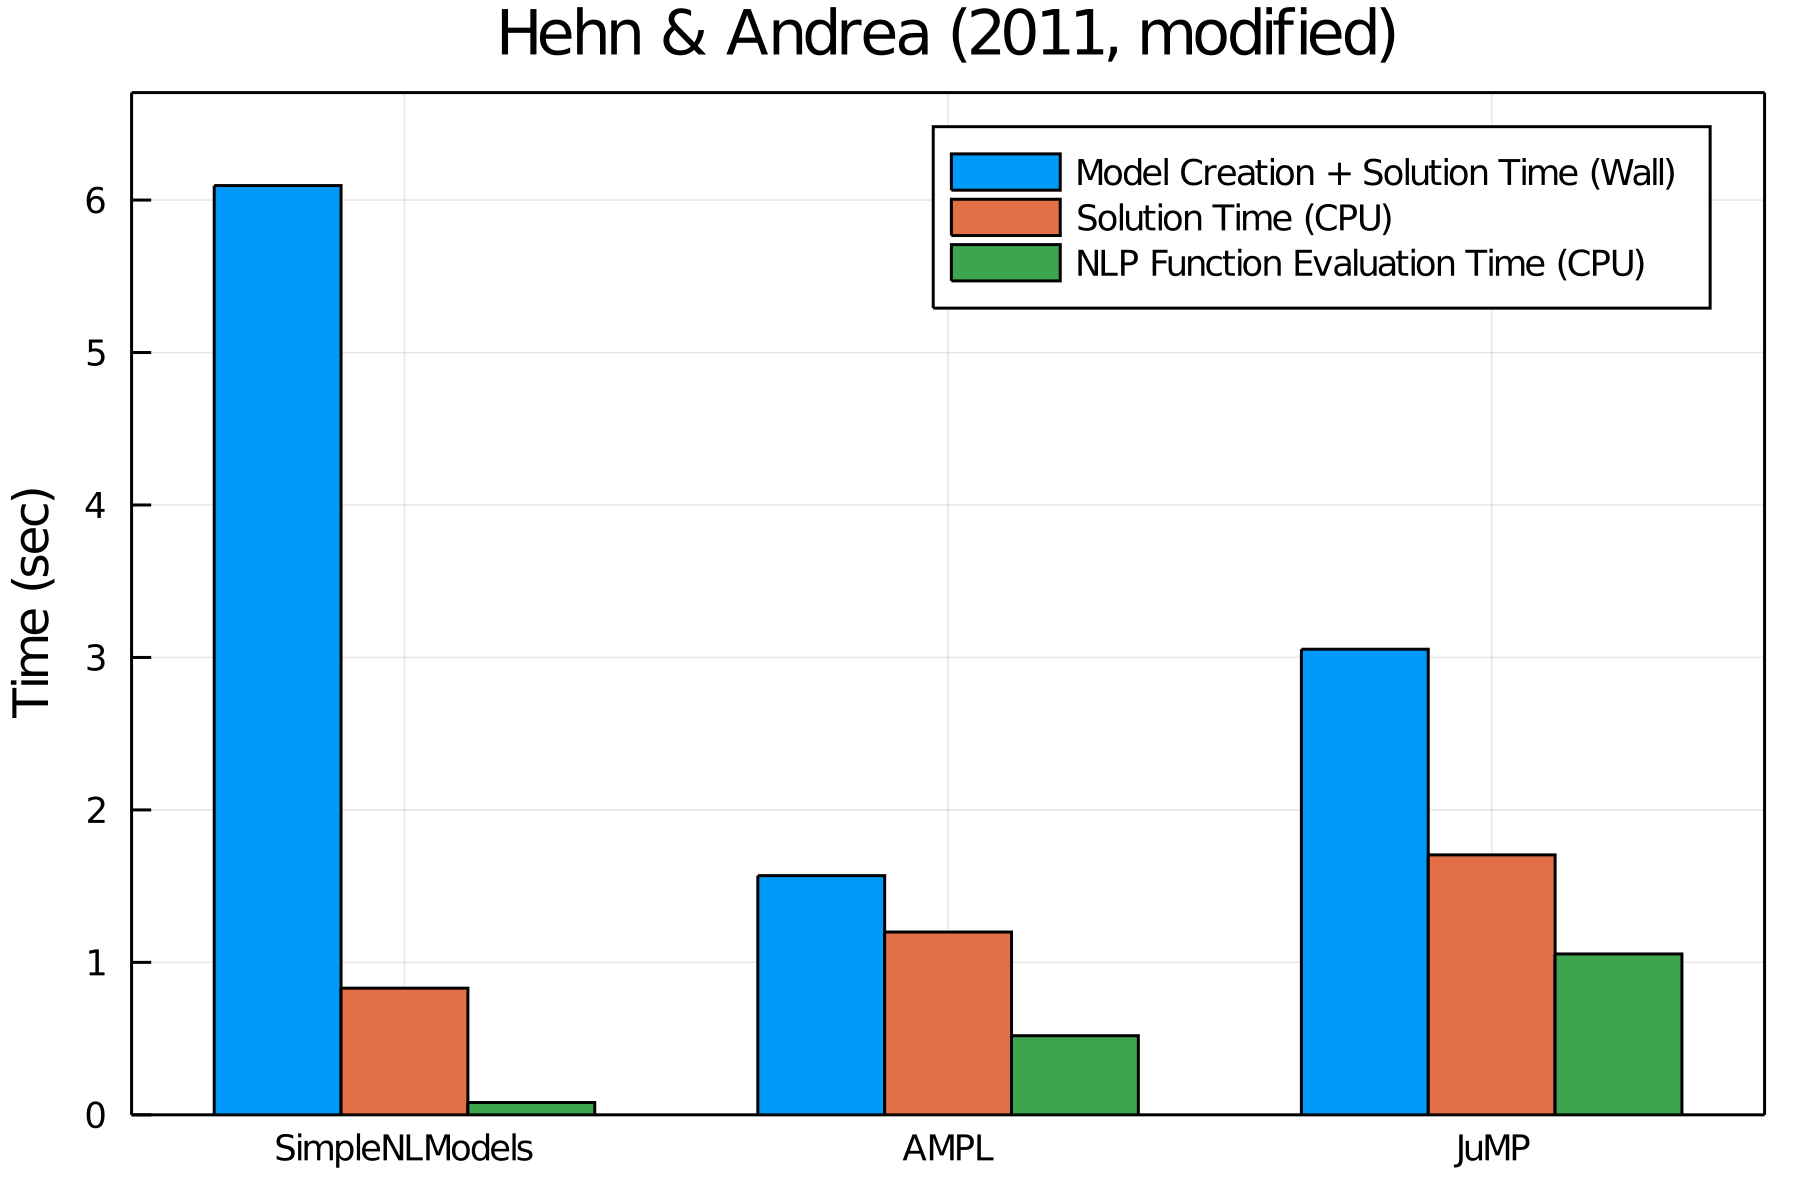 Hehn & Andrea (2011, modified)
Model Creation + Solution Time (Wall)
Solution Time (CPU)
NLP Function Evaluation Time (CPU)
Time (sec)
6
5
4
3
2
1
0
SimpleNLModels
AMPL
JuMP